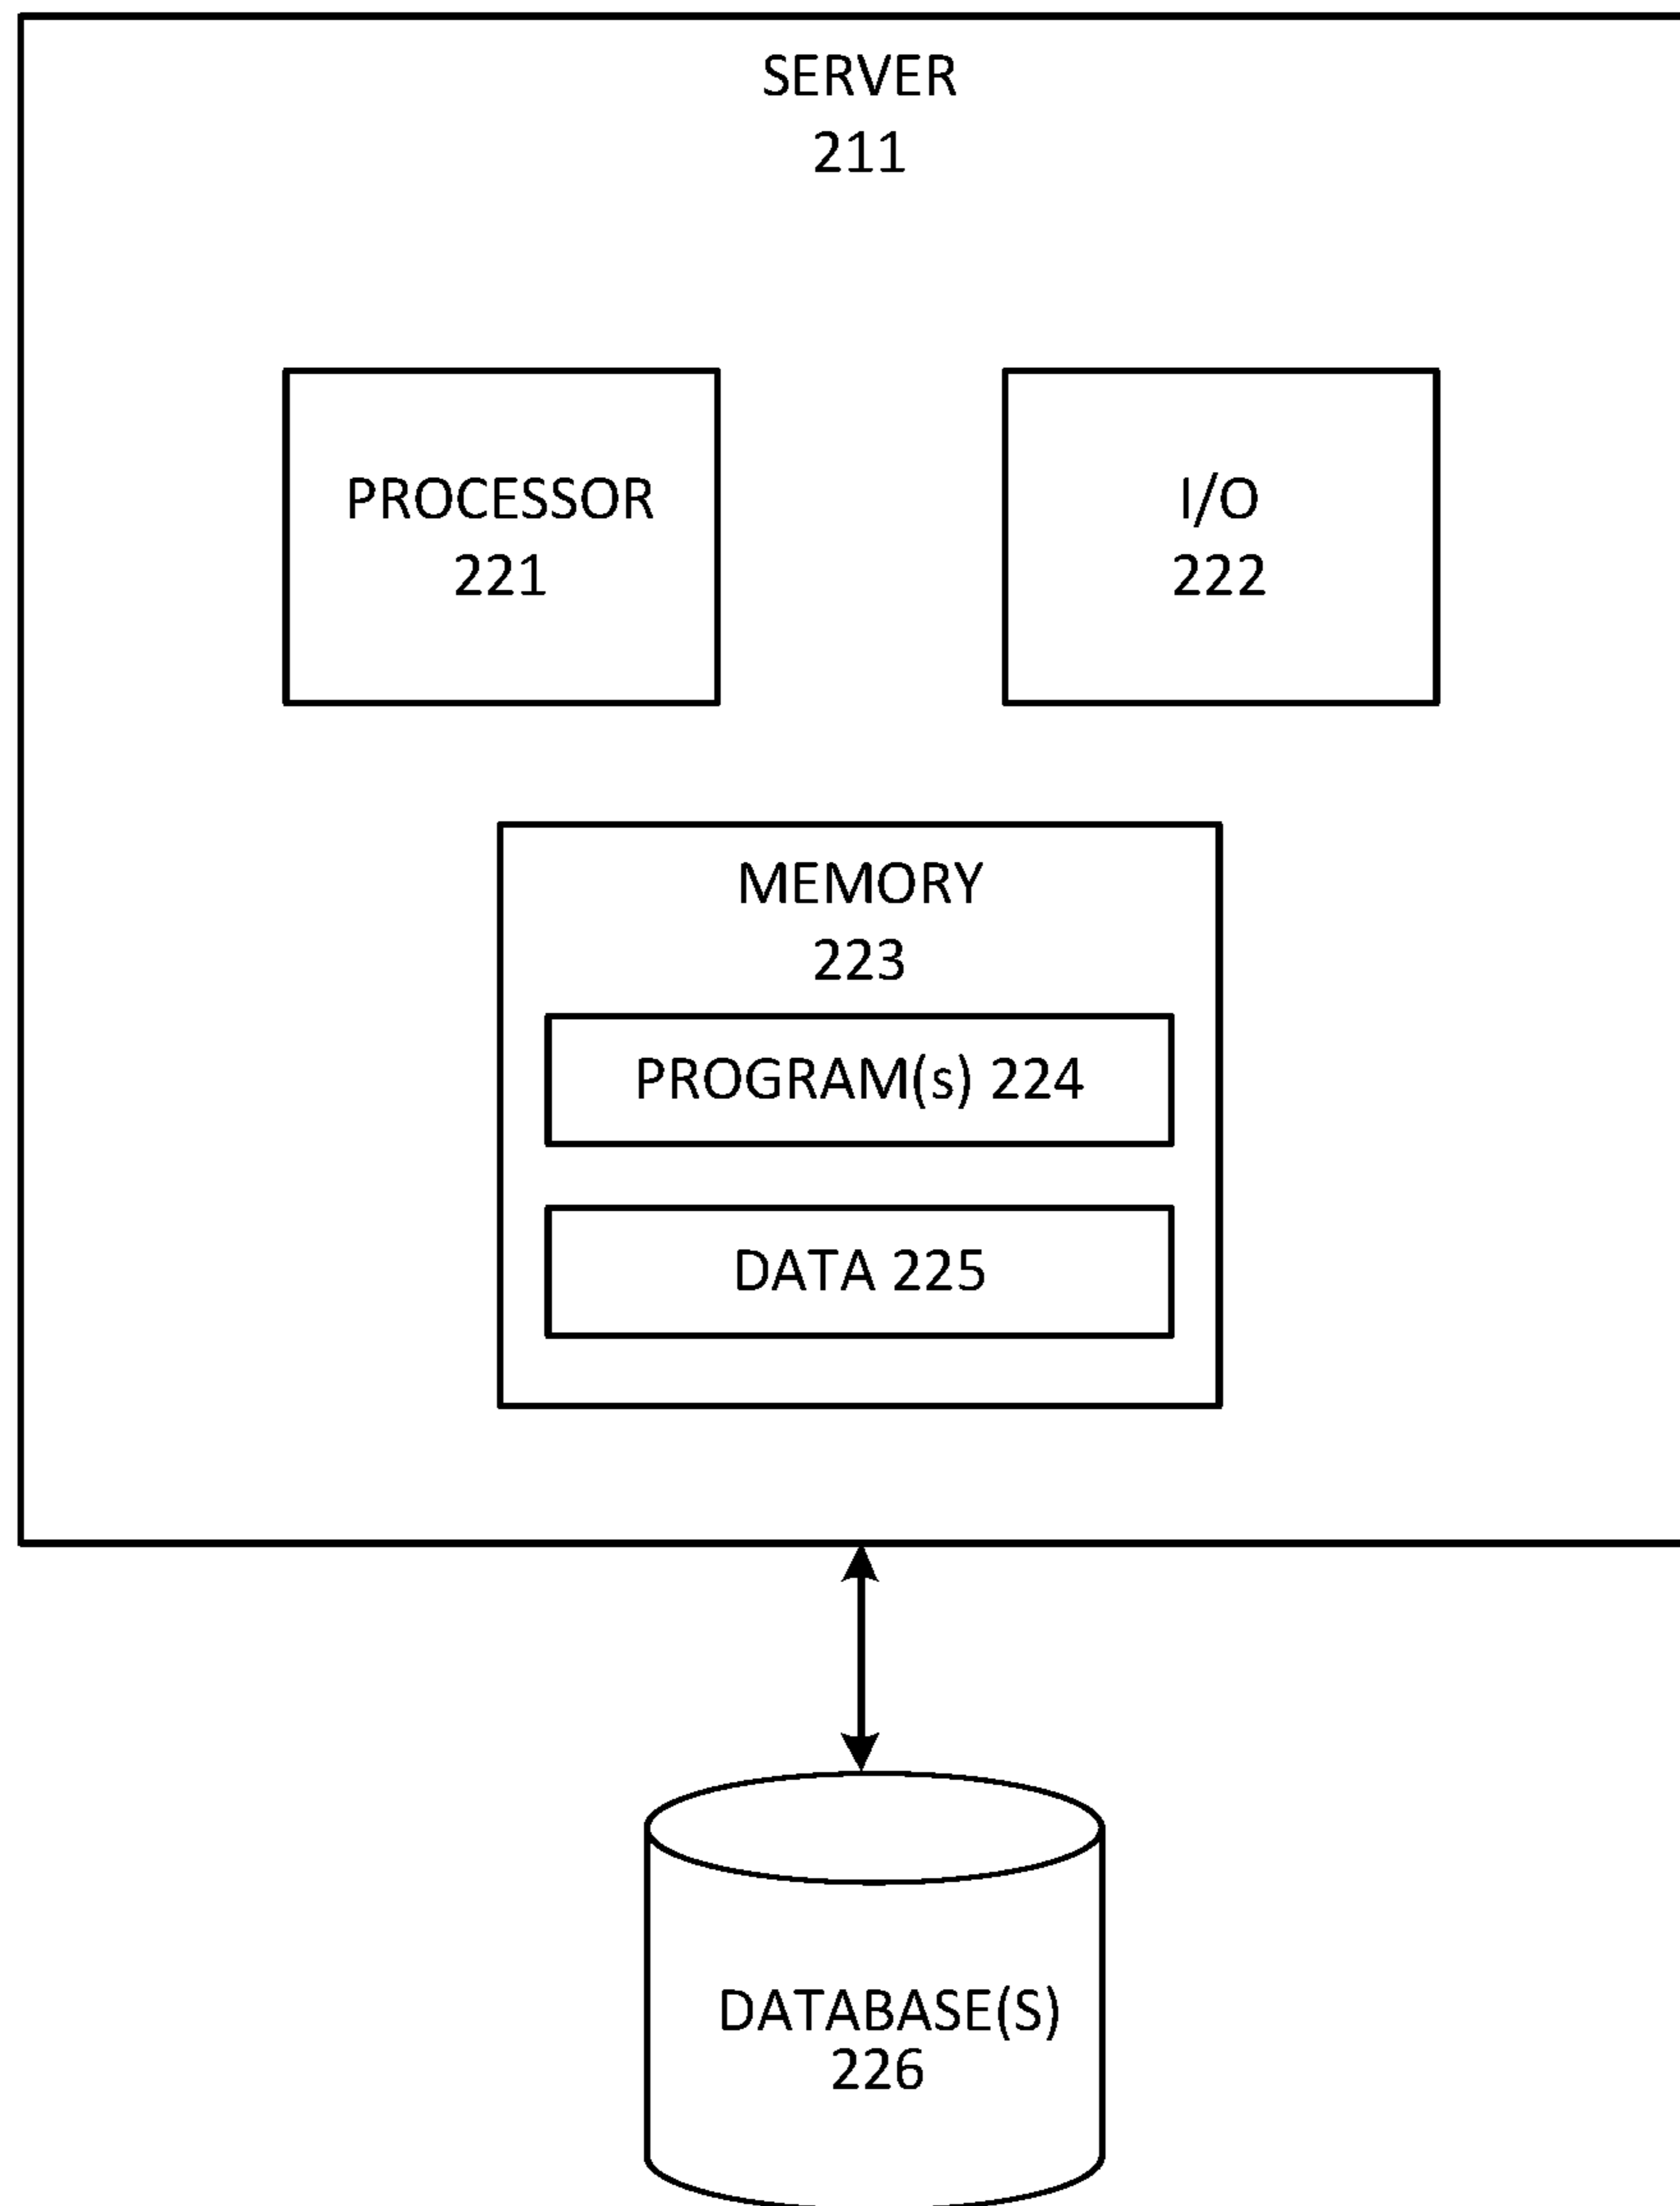 SERVER
211
PROCESSOR
221
I/O
222
MEMORY
223
PROGRAM(s) 224
DATA 225
DATABASE(S)
226